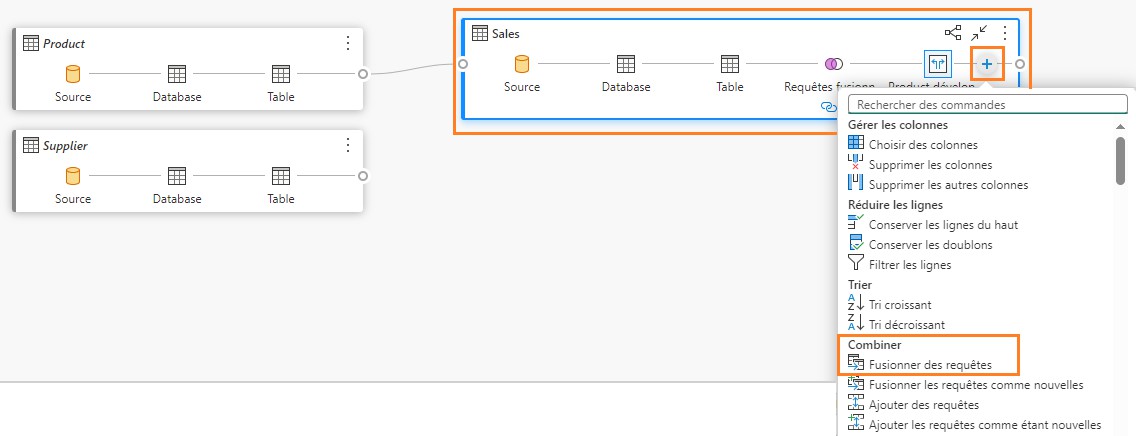 Product
Source
Database
Table
Supplier
Source
Database
Table
Sales
Source
Database
Table
Requêtes fusionn
Product dévelop
Rechercher des commandes
Gérer les colonnes
Choisir des colonnes
Supprimer les colonnes
Supprimer les autres colonnes
Réduire les lignes
Conserver les lignes du haut
Conserver les doublons
Filtrer les lignes
Trier
Tri croissant
Tri décroissant
Combiner
Fusionner des requêtes
Fusionner les requêtes comme nouvelles
Ajouter des requêtes
Ajouter les requêtes comme étant nouvelles